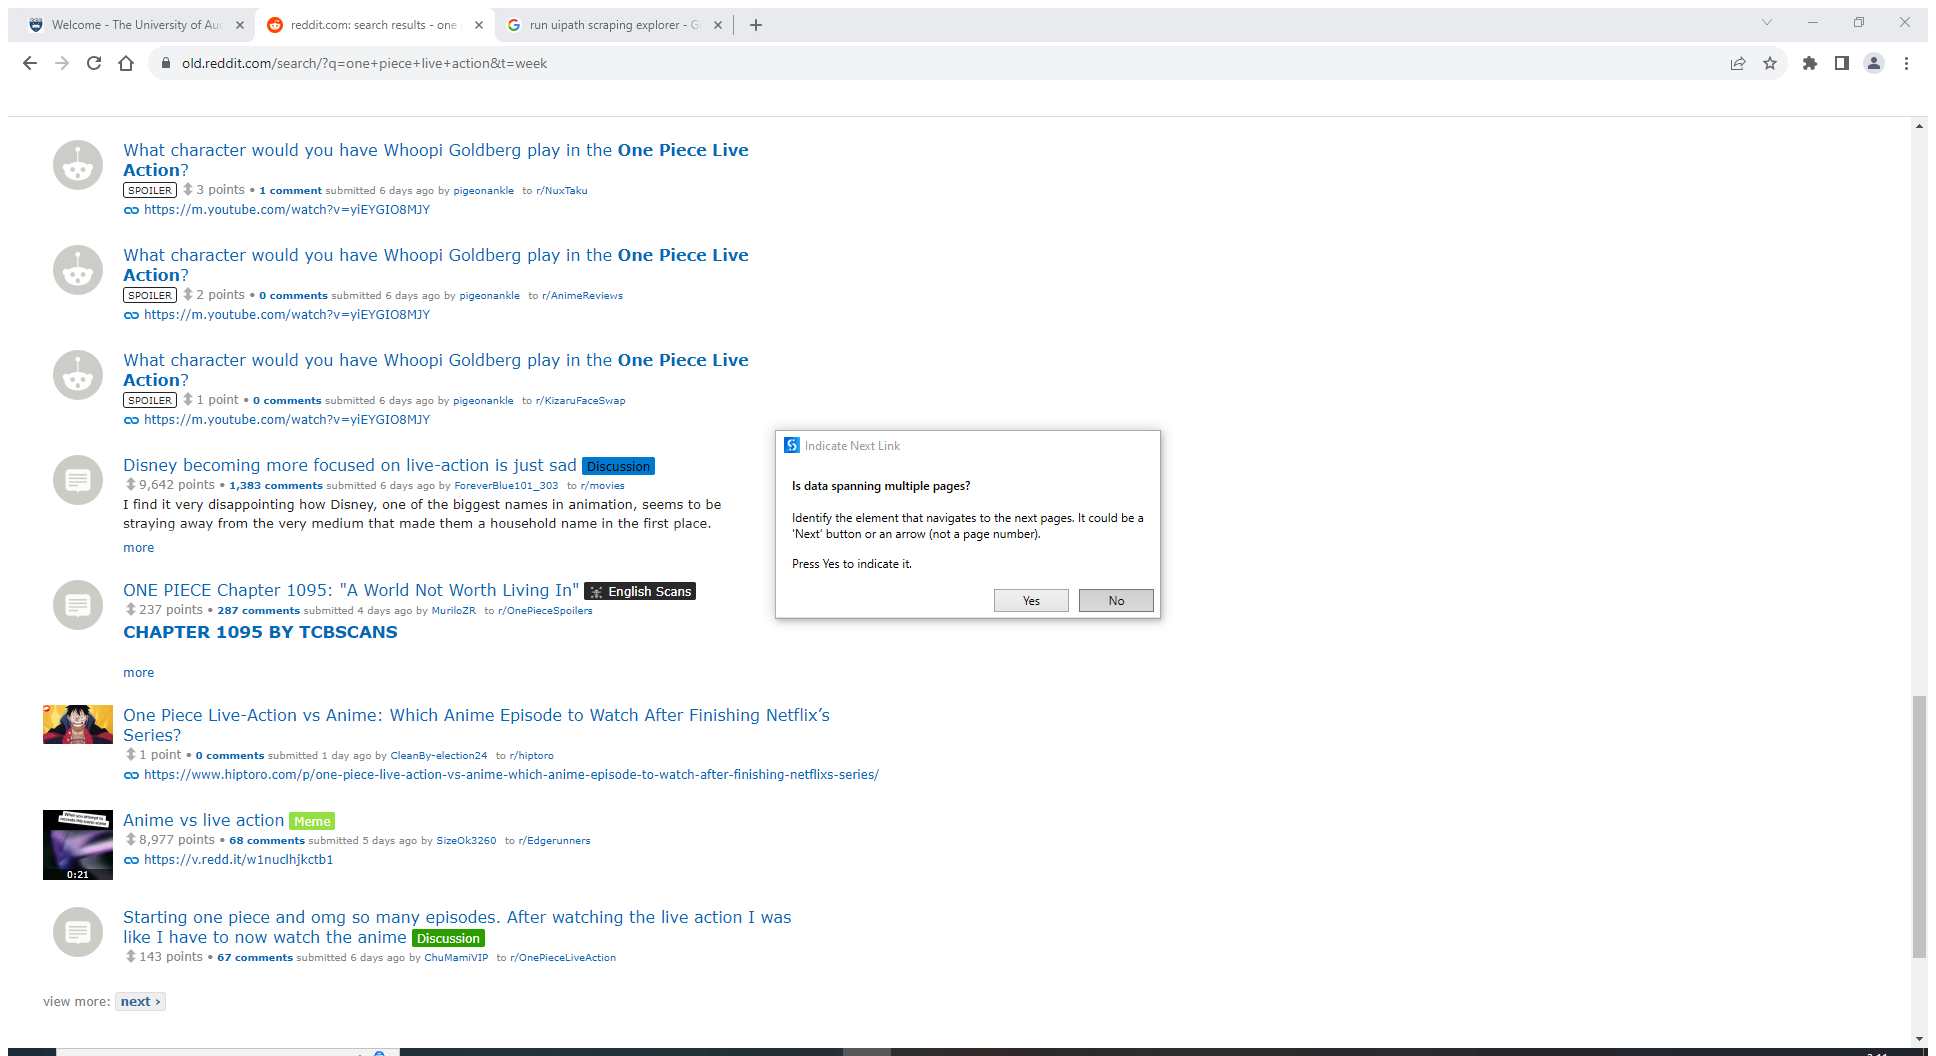 Welcome - The University of Auc
reddit.com: search results - one
run uipath scraping explorer - G
old.reddit.com/search/?q=one+piece+live+action&t=week
What character would you have Whoopi Goldberg play in the One Piece Live
Action?
SPOILER 3 points • 1 comment submitted 6 days ago by pigeonankle to r/NuxTaku
https://m.youtube.com/watch?v=yiEYGIO8MJY
What character would you have Whoopi Goldberg play in the One Piece Live
Action?
SPOILER 2 points • 0 comments submitted 6 days ago by pigeonankle to r/AnimeReviews
https://m.youtube.com/watch?v=yiEYGIO8MJY
What character would you have Whoopi Goldberg play in the One Piece Live
Action?
SPOILER 1 point • 0 comments submitted 6 days ago by pigeonankle to r/KizaruFaceSwap
https://m.youtube.com/watch?v=yiEYGIO8MJY
Disney becoming more focused on live-action is just sad Discussion
9,642 points • 1,383 comments submitted 6 days ago by ForeverBlue101_303 to r/movies
I find it very disappointing how Disney, one of the biggest names in animation, seems to be
straying away from the very medium that made them a household name in the first place.
more
ONE PIECE Chapter 1095: "A World Not Worth Living In" English Scans
237 points • 287 comments submitted 4 days ago by MuriloZR to r/OnePieceSpoilers
CHAPTER 1095 BY TCBSCANS
more
One Piece Live-Action vs Anime: Which Anime Episode to Watch After Finishing Netflix's
Series?
1 point • 0 comments submitted 1 day ago by CleanBy-election24 to r/hiptoro
https://www.hiptoro.com/p/one-piece-live-action-vs-anime-which-anime-episode-to-watch-after-finishing-netflixs-series/
Anime vs live action Meme
8,977 points • 68 comments submitted 5 days ago by SizeOk3260 to r/Edgerunners
https://v.redd.it/w1nuclhjkctb1
0:21
Starting one piece and omg so many episodes. After watching the live action I was
like I have to now watch the anime Discussion
143 points • 67 comments submitted 6 days ago by ChuMamiVIP to r/OnePieceLiveAction
view more: next ›
Indicate Next Link
Is data spanning multiple pages?
Identify the element that navigates to the next pages. It could be a
'Next' button or an arrow (not a page number).
Press Yes to indicate it.
Yes
No